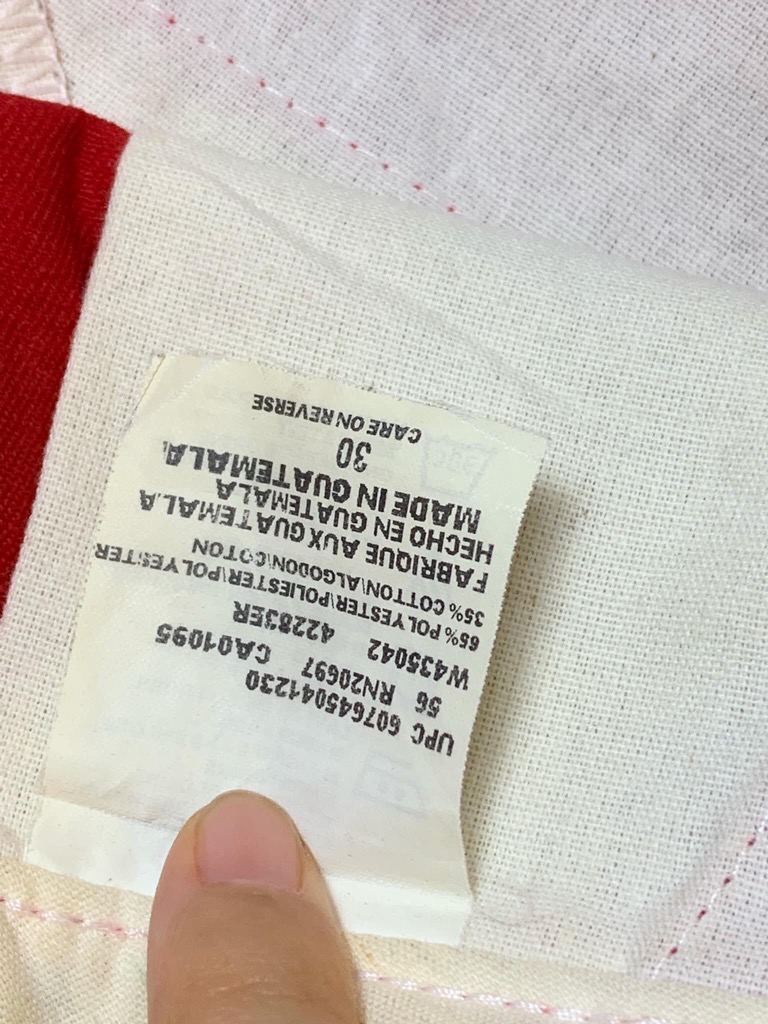 UPC 607645041230
56 RN20697 CA01095
W435042 42283ER
65% POLYESTER/POLIESTER/POLYESTER
35% COTTON/ALGODON/COTON
FABRIQUE AUX GUATEMALA
HECHO EN GUATEMALA
MADE IN GUATEMALA
30
CARE ON REVERSE